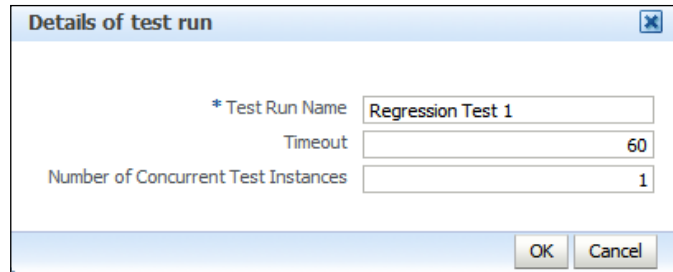 Details of test run
* Test Run Name Regression Test 1
Timeout 60
Number of Concurrent Test Instances 1
OK Cancel